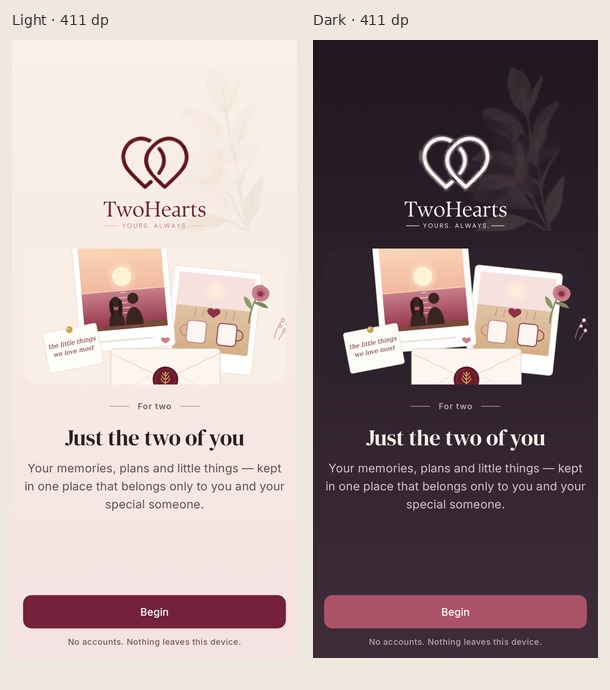 Light · 411 dp
TwoHearts
YOURS. ALWAYS.
the little things
we love most
For two
Just the two of you
Your memories, plans and little things — kept
in one place that belongs only to you and your
special someone.
Begin
No accounts. Nothing leaves this device.
Dark · 411 dp
TwoHearts
YOURS. ALWAYS.
the little things
we love most
For two
Just the two of you
Your memories, plans and little things — kept
in one place that belongs only to you and your
special someone.
Begin
No accounts. Nothing leaves this device.